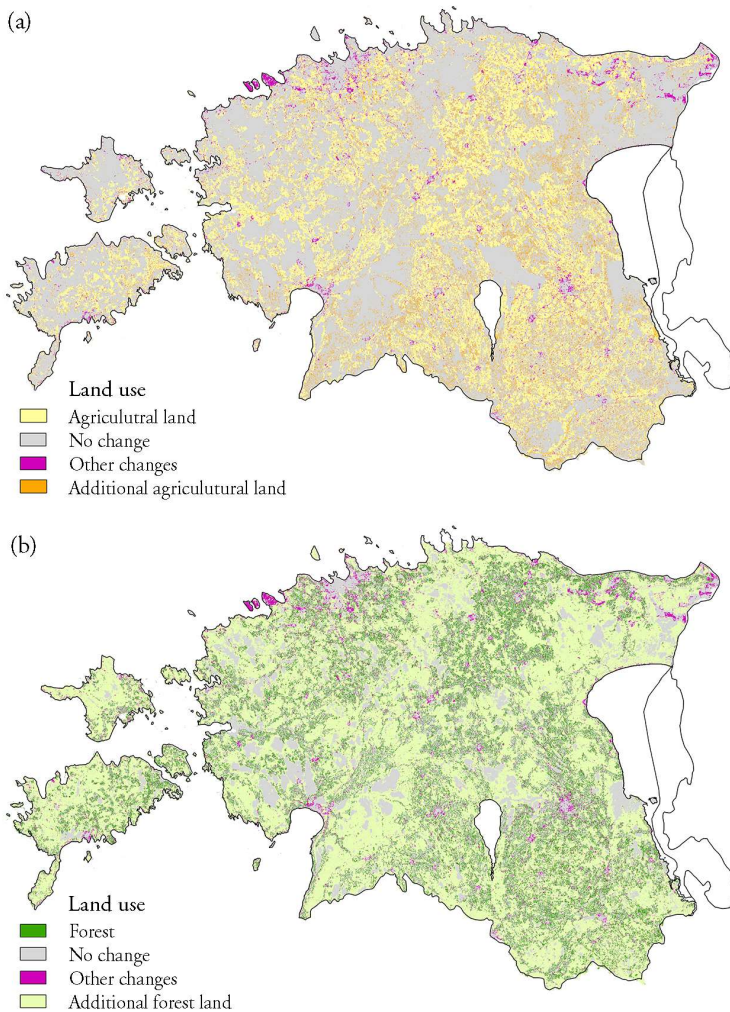 (a)
Land use
Agriculutral land
No change
Other changes
Additional agriculutural land
(b)
Land use
Forest
No change
Other changes
Additional forest land